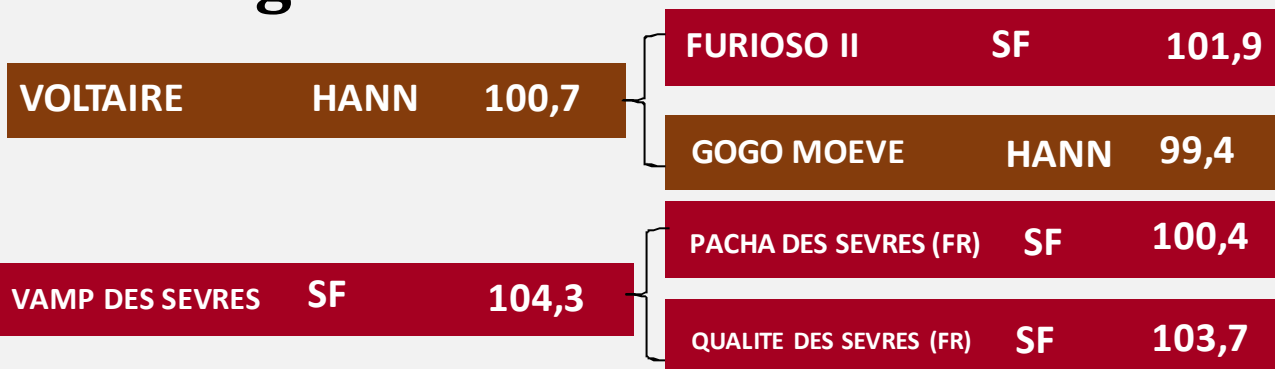 FURIOSO II SF 101,9
VOLTAIRE HANN 100,7
GOGO MOEVE HANN 99,4
PACHA DES SEVRES (FR) SF 100,4
VAMP DES SEVRES SF 104,3
QUALITE DES SEVRES (FR) SF 103,7